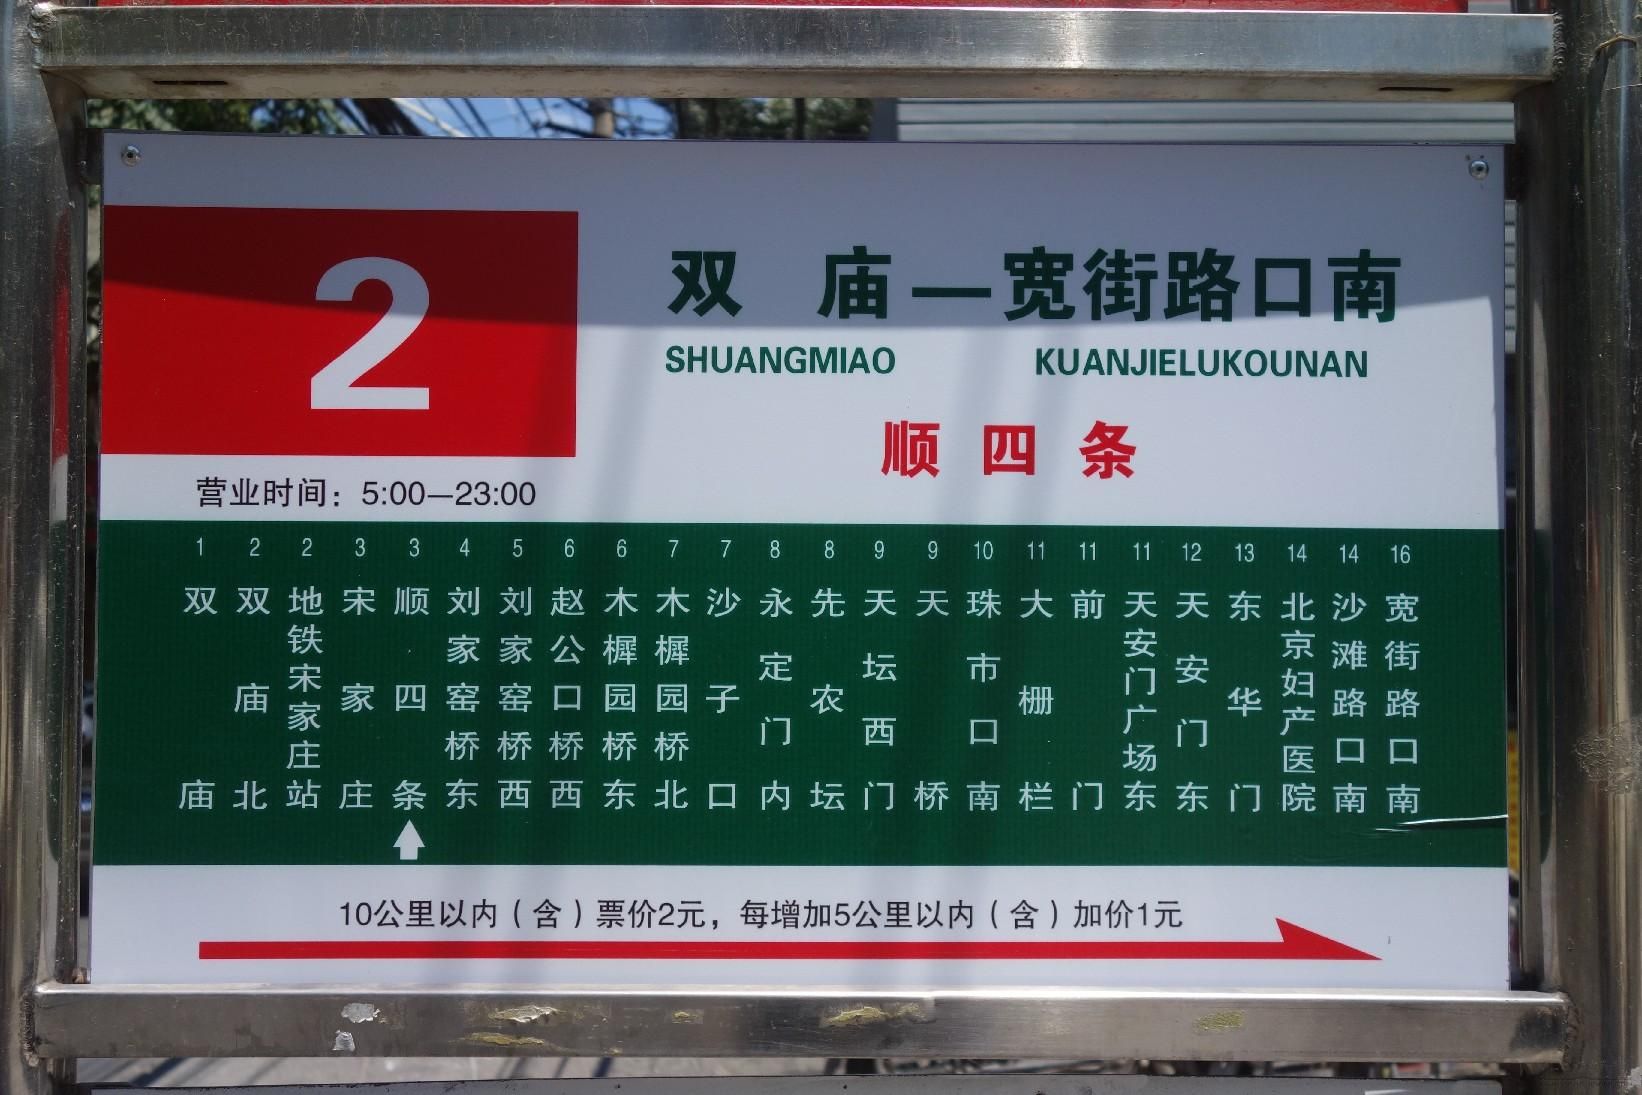 2
双 庙—宽街路口南
SHUANGMIAO KUANJIELUKOUNAN
顺四条
营业时间：5:00—23:00
1 2 2 3 3 4 5 6 6 7 7 8 8 9 9 10 11 11 11 12 13 14 14 16
双庙
双庙北
地铁宋家庄站
宋家庄
顺四条
刘家窑桥东
刘家窑桥西
赵公口桥西
木樨园桥东
木樨园桥北
沙子口
永定门内
先农坛
天坛西门
天桥
珠市口南
大栅栏
前门
天安门广场东
天安门东
东华门
北京妇产医院
沙滩路口南
宽街路口南
10公里以内（含）票价2元，每增加5公里以内（含）加价1元